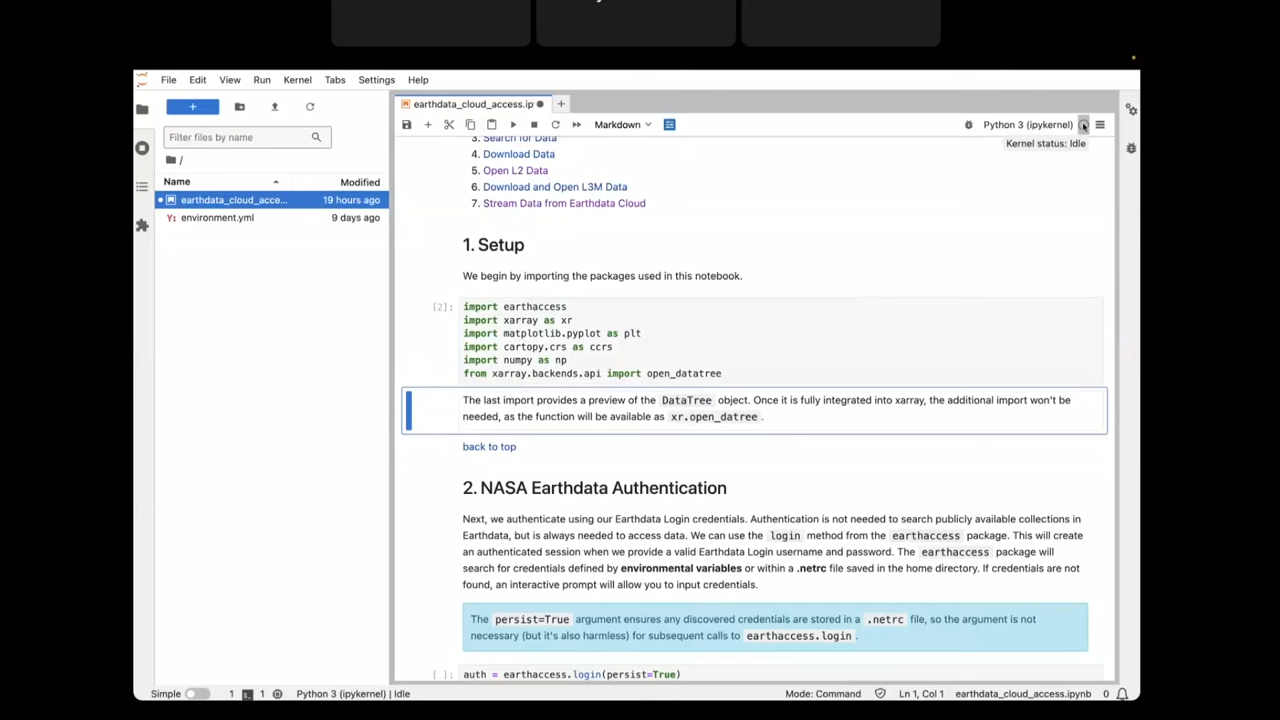 File Edit View Run Kernel Tabs Settings Help
earthdata_cloud_access.ip
Filter files by name
Markdown
Python 3 (ipykernel)
Kernel status: Idle
/
Name Modified
earthdata_cloud_acce... 19 hours ago
Y: environment.yml 9 days ago
3. Search for Data
4. Download Data
5. Open L2 Data
6. Download and Open L3M Data
7. Stream Data from Earthdata Cloud
1. Setup
We begin by importing the packages used in this notebook.
[2]: import earthaccess
import xarray as xr
import matplotlib.pyplot as plt
import cartopy.crs as ccrs
import numpy as np
from xarray.backends.api import open_datatree
The last import provides a preview of the DataTree object. Once it is fully integrated into xarray, the additional import won't be
needed, as the function will be available as xr.open_datree.
back to top
2. NASA Earthdata Authentication
Next, we authenticate using our Earthdata Login credentials. Authentication is not needed to search publicly available collections in
Earthdata, but is always needed to access data. We can use the login method from the earthaccess package. This will create
an authenticated session when we provide a valid Earthdata Login username and password. The earthaccess package will
search for credentials defined by environmental variables or within a .netrc file saved in the home directory. If credentials are not
found, an interactive prompt will allow you to input credentials.
The persist=True argument ensures any discovered credentials are stored in a .netrc file, so the argument is not
necessary (but it's also harmless) for subsequent calls to earthaccess.login.
[ ]: auth = earthaccess.login(persist=True)
Simple 1 1 Python 3 (ipykernel) | Idle Mode: Command Ln 1, Col 1 earthdata_cloud_access.ipynb 0